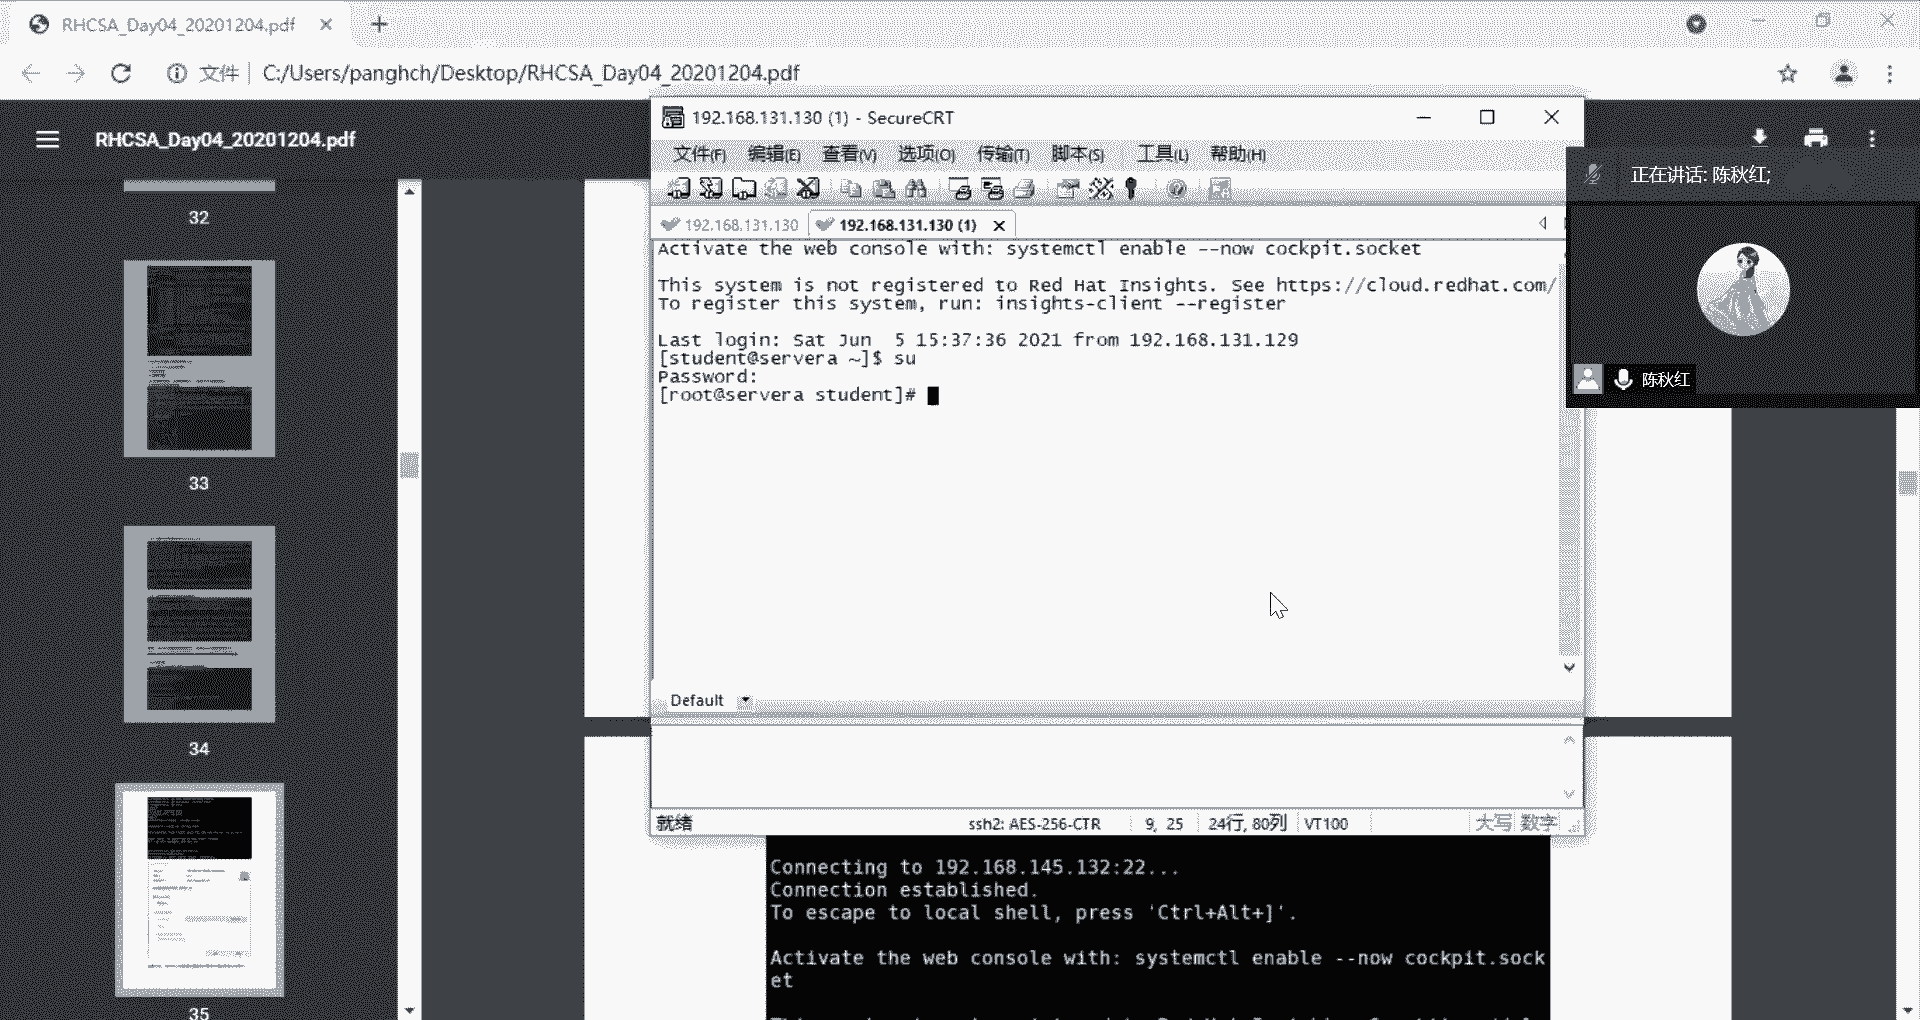 RHCSA_Day04_20201204.pdf
文件 C:/Users/panghch/Desktop/RHCSA_Day04_20201204.pdf
RHCSA_Day04_20201204.pdf
32
33
34
35
192.168.131.130 (1) - SecureCRT
文件(F) 编辑(E) 查看(V) 选项(O) 传输(T) 脚本(S) 工具(L) 帮助(H)
192.168.131.130 192.168.131.130 (1)
Activate the web console with: systemctl enable --now cockpit.socket
This system is not registered to Red Hat Insights. See https://cloud.redhat.com/
To register this system, run: insights-client --register
Last login: Sat Jun  5 15:37:36 2021 from 192.168.131.129
[student@servera ~]$ su
Password:
[root@servera student]#
Default
就绪 ssh2: AES-256-CTR 9, 25 24行, 80列 VT100 大写 数字
正在讲话: 陈秋红;
陈秋红
Connecting to 192.168.145.132:22...
Connection established.
To escape to local shell, press 'Ctrl+Alt+]'.
Activate the web console with: systemctl enable --now cockpit.sock
et